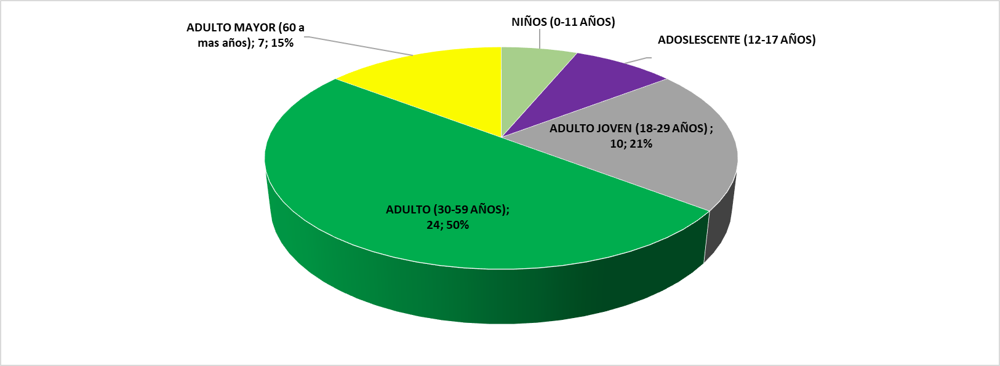 NIÑOS (0-11 AÑOS)
ADULTO MAYOR (60 a
mas años); 7; 15%
ADOSLESCENTE (12-17 AÑOS)
ADULTO JOVEN (18-29 AÑOS) ;
10; 21%
ADULTO (30-59 AÑOS);
24; 50%